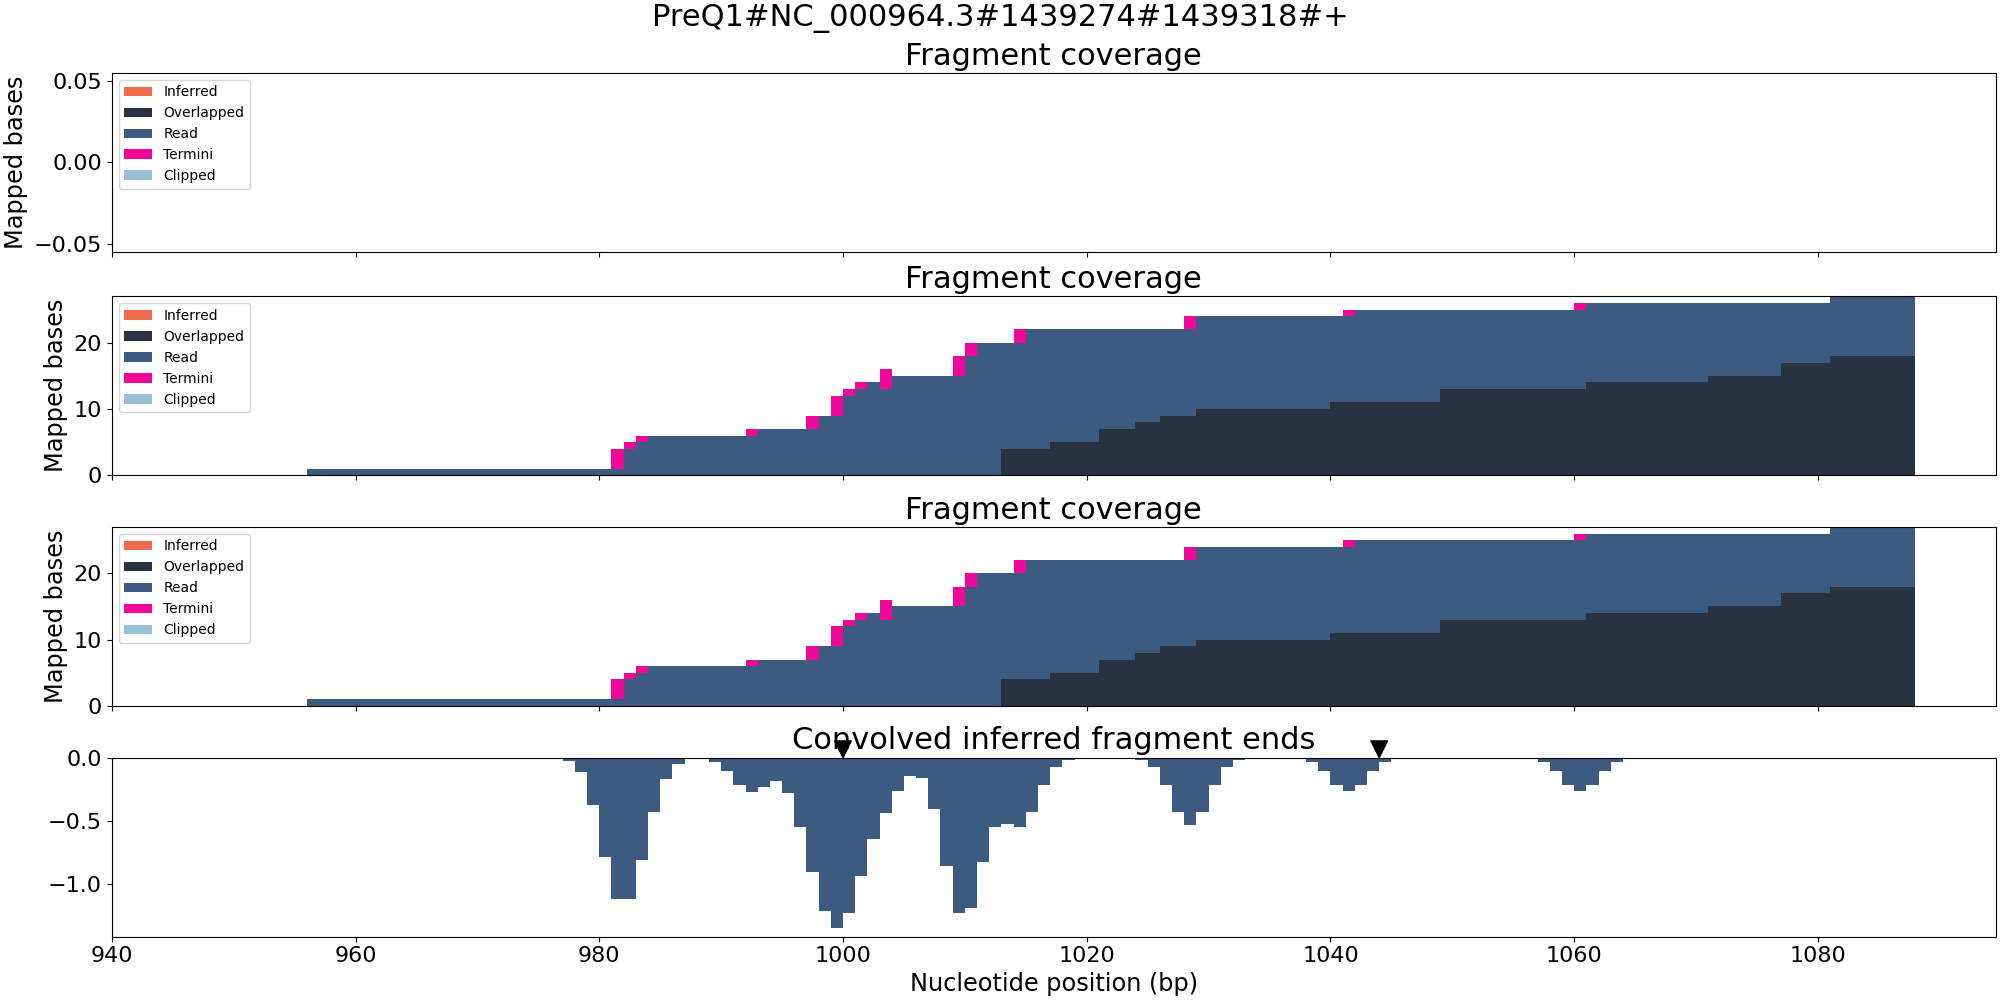 PreQ1#NC_000964.3#1439274#1439318#+
Fragment coverage
Mapped bases
0.05
0.00
−0.05
Inferred
Overlapped
Read
Termini
Clipped
Fragment coverage
Mapped bases
20
10
0
Inferred
Overlapped
Read
Termini
Clipped
Fragment coverage
Mapped bases
20
10
0
Inferred
Overlapped
Read
Termini
Clipped
Convolved inferred fragment ends
0.0
−0.5
−1.0
940 960 980 1000 1020 1040 1060 1080
Nucleotide position (bp)